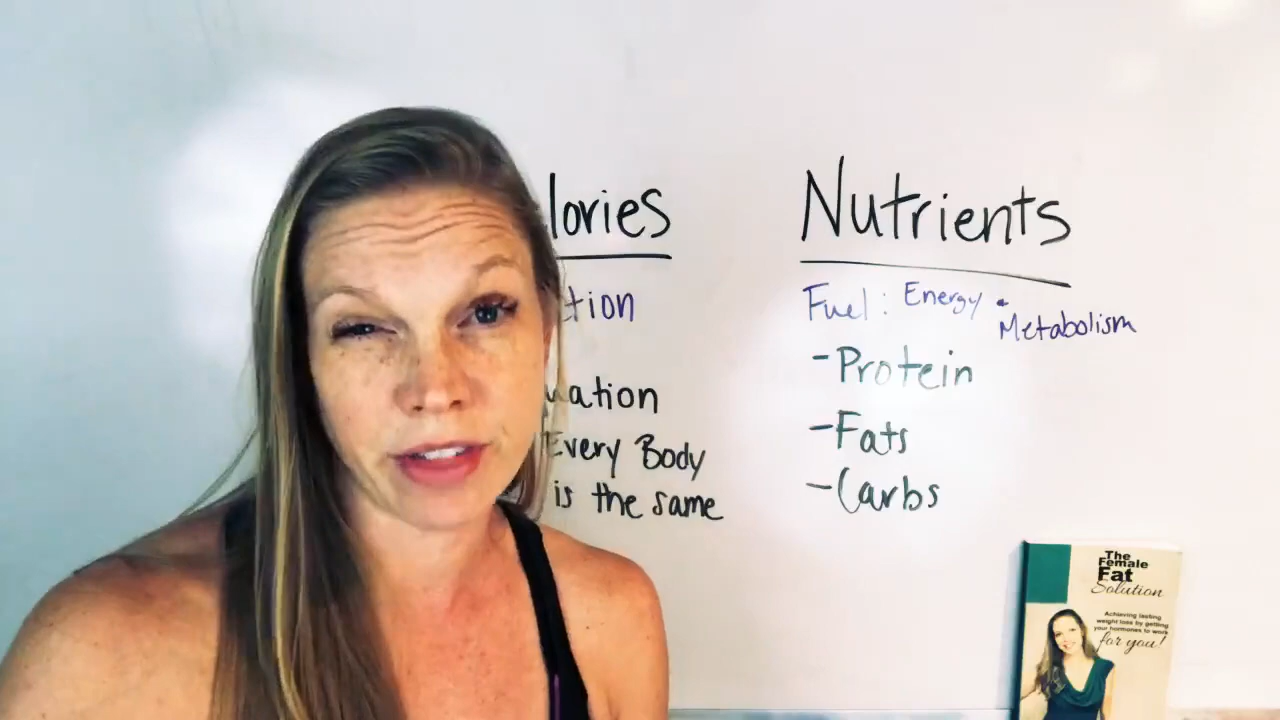 lories
tion
uation
Every Body
is the same
Nutrients
Fuel: Energy &
Metabolism
-Protein
-Fats
-Carbs
The
Female
Fat
Solution
Achieving lasting
weight loss by getting
your hormones to work
for you!